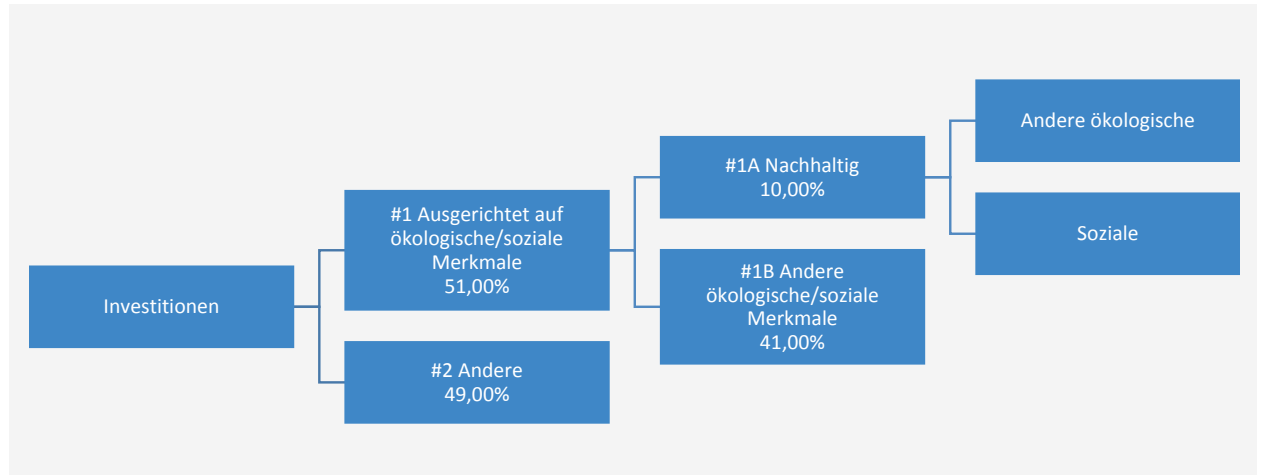 Investitionen
#1 Ausgerichtet auf
ökologische/soziale
Merkmale
51,00%
#2 Andere
49,00%
#1A Nachhaltig
10,00%
#1B Andere
ökologische/soziale
Merkmale
41,00%
Andere ökologische
Soziale